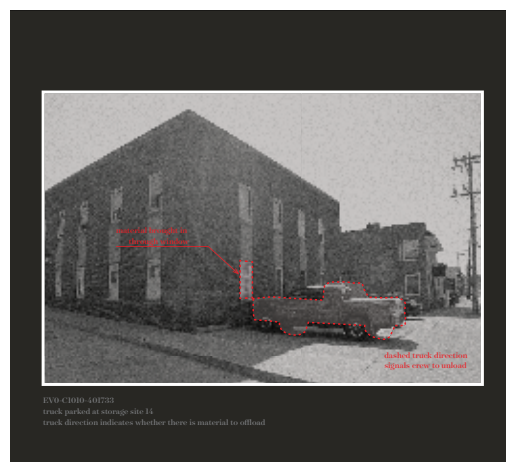 dashed truck direction
signals crew to unload
EV0-C1010-401733
truck parked at storage site 14
truck direction indicates whether there is material to offload